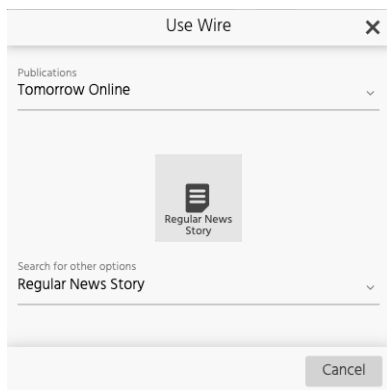 Use Wire
Publications
Tomorrow Online
Regular News
Story
Search for other options
Regular News Story
Cancel